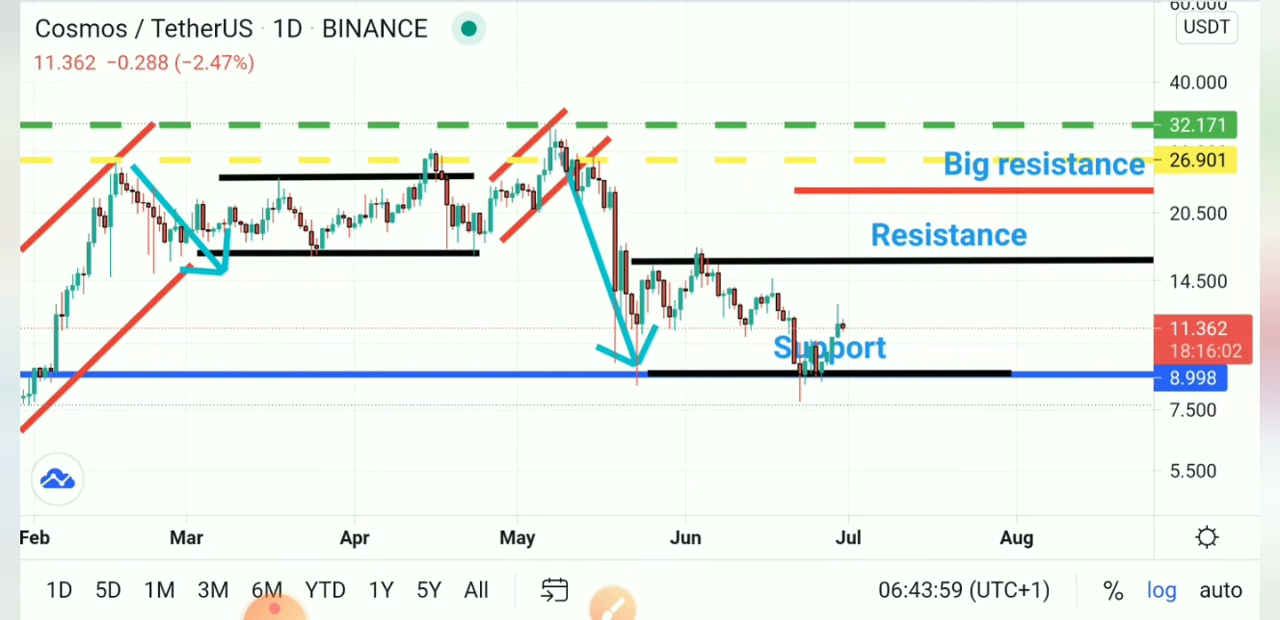 60.000
Cosmos / TetherUS · 1D · BINANCE
USDT
11.362 −0.288 (−2.47%)
40.000
32.171
Big resistance
26.901
20.500
Resistance
14.500
11.362
18:16:02
Support
8.998
7.500
5.500
Feb Mar Apr May Jun Jul Aug
1D 5D 1M 3M 6M YTD 1Y 5Y All
06:43:59 (UTC+1) % log auto